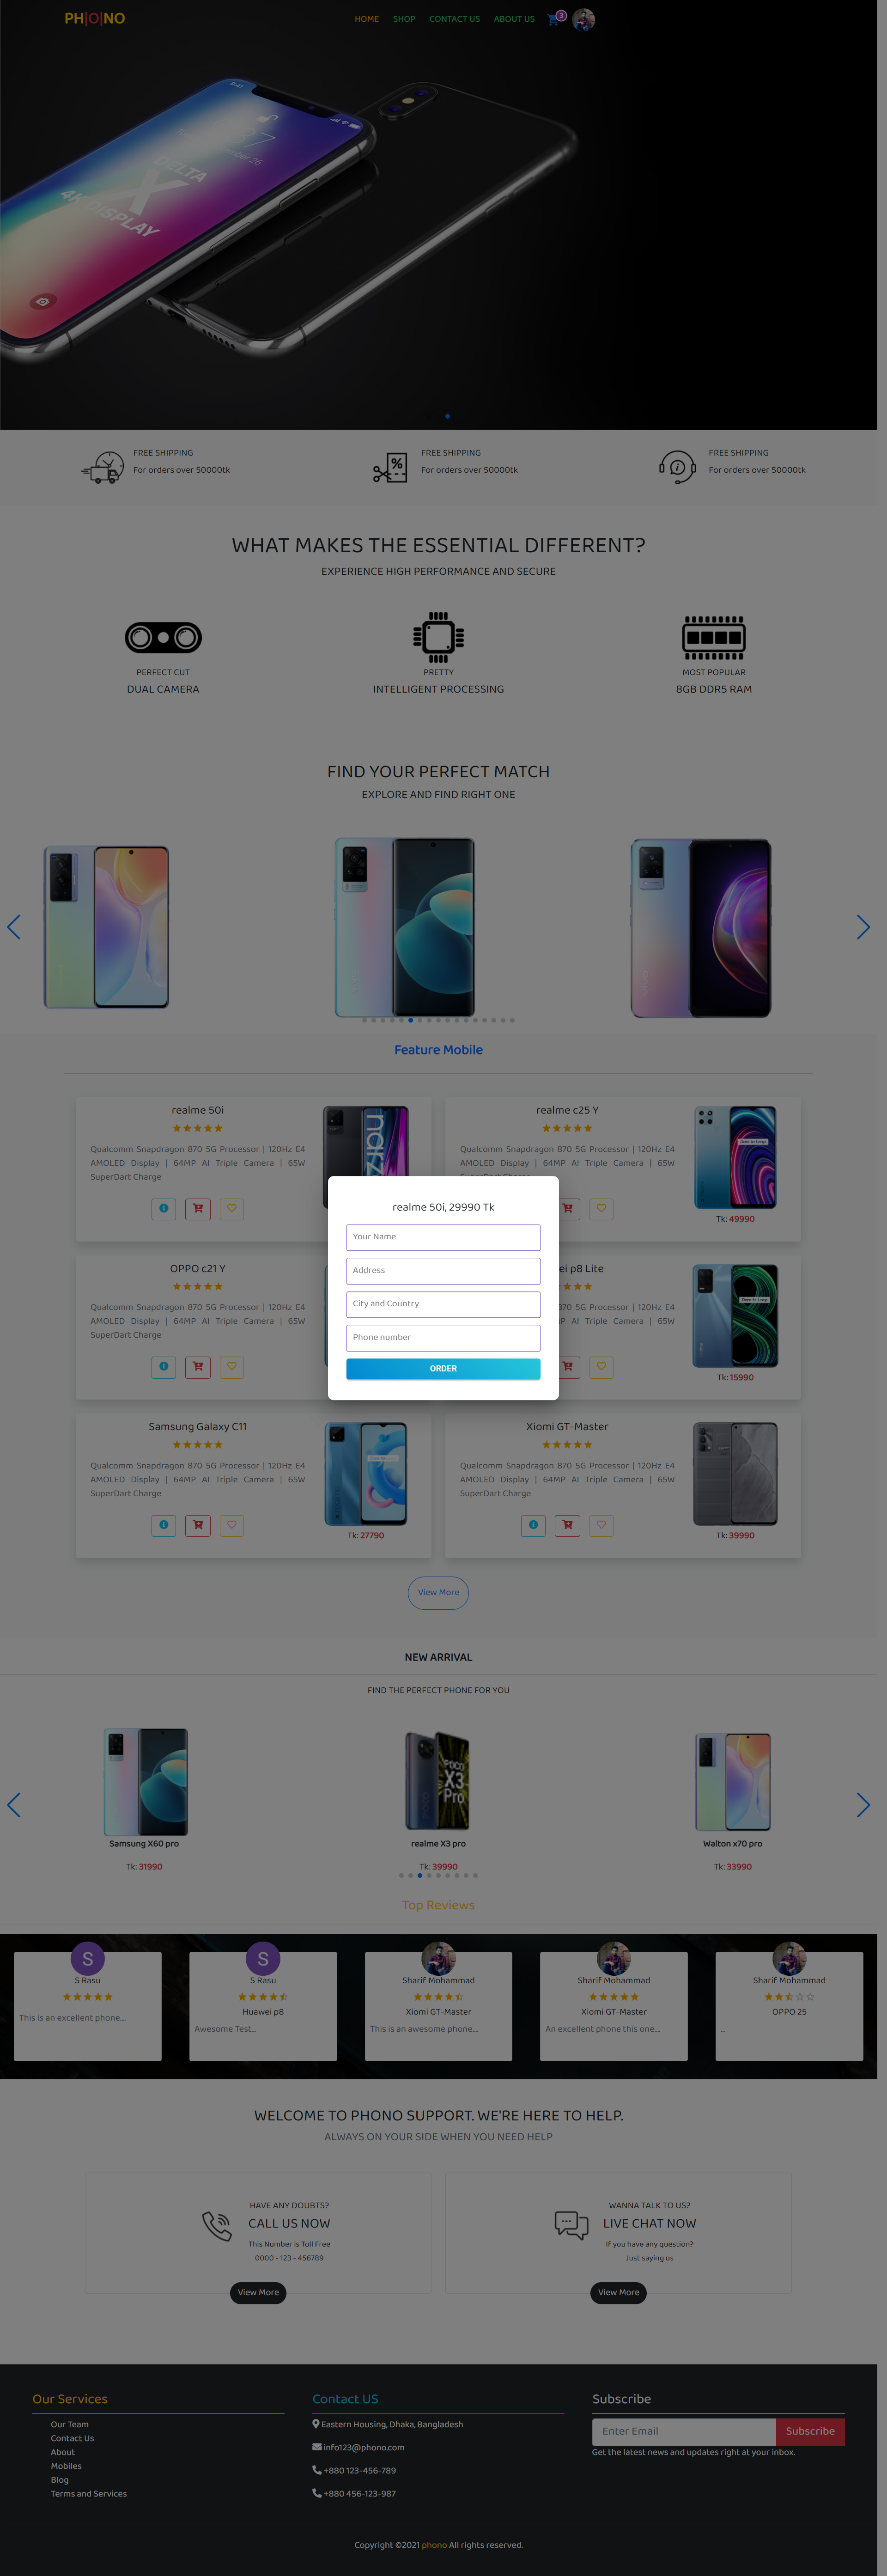 PH|O|NO
HOME
SHOP
CONTACT US
ABOUT US
3
DELTA
X
4K DISPLAY
FREE SHIPPING
For orders over 50000tk
FREE SHIPPING
For orders over 50000tk
FREE SHIPPING
For orders over 50000tk
WHAT MAKES THE ESSENTIAL DIFFERENT?
EXPERIENCE HIGH PERFORMANCE AND SECURE
PERFECT CUT
DUAL CAMERA
PRETTY
INTELLIGENT PROCESSING
MOST POPULAR
8GB DDR5 RAM
FIND YOUR PERFECT MATCH
EXPLORE AND FIND RIGHT ONE
Feature Mobile
realme 50i
Qualcomm Snapdragon 870 5G Processor | 120Hz E4
AMOLED Display | 64MP AI Triple Camera | 65W
SuperDart Charge
realme c25 Y
Qualcomm Snapdragon 870 5G Processor | 120Hz E4
AMOLED Display | 64MP AI Triple Camera | 65W
Tk: 49990
realme 50i, 29990 Tk
Your Name
Address
City and Country
Phone number
ORDER
OPPO c21 Y
Qualcomm Snapdragon 870 5G Processor | 120Hz E4
AMOLED Display | 64MP AI Triple Camera | 65W
SuperDart Charge
ei p8 Lite
870 5G Processor | 120Hz E4
MP AI Triple Camera | 65W
Tk: 15990
Samsung Galaxy C11
Qualcomm Snapdragon 870 5G Processor | 120Hz E4
AMOLED Display | 64MP AI Triple Camera | 65W
SuperDart Charge
Tk: 27790
Xiomi GT-Master
Qualcomm Snapdragon 870 5G Processor | 120Hz E4
AMOLED Display | 64MP AI Triple Camera | 65W
SuperDart Charge
Tk: 39990
View More
NEW ARRIVAL
FIND THE PERFECT PHONE FOR YOU
POCO
X3
Pro
Samsung X60 pro
Tk: 31990
realme X3 pro
Tk: 39990
Walton x70 pro
Tk: 33990
Top Reviews
S
S Rasu
This is an excellent phone...
S
S Rasu
Huawei p8
Awesome Test...
Sharif Mohammad
Xiomi GT-Master
This is an awesome phone....
Sharif Mohammad
Xiomi GT-Master
An excellent phone this one....
Sharif Mohammad
OPPO 25
...
WELCOME TO PHONO SUPPORT. WE'RE HERE TO HELP.
ALWAYS ON YOUR SIDE WHEN YOU NEED HELP
HAVE ANY DOUBTS?
CALL US NOW
This Number is Toll Free
0000 - 123 - 456789
View More
WANNA TALK TO US?
LIVE CHAT NOW
If you have any question?
Just saying us
View More
Our Services
Our Team
Contact Us
About
Mobiles
Blog
Terms and Services
Contact US
Eastern Housing, Dhaka, Bangladesh
info123@phono.com
+880 123-456-789
+880 456-123-987
Subscribe
Enter Email
Subscribe
Get the latest news and updates right at your inbox.
Copyright ©2021 phono All rights reserved.